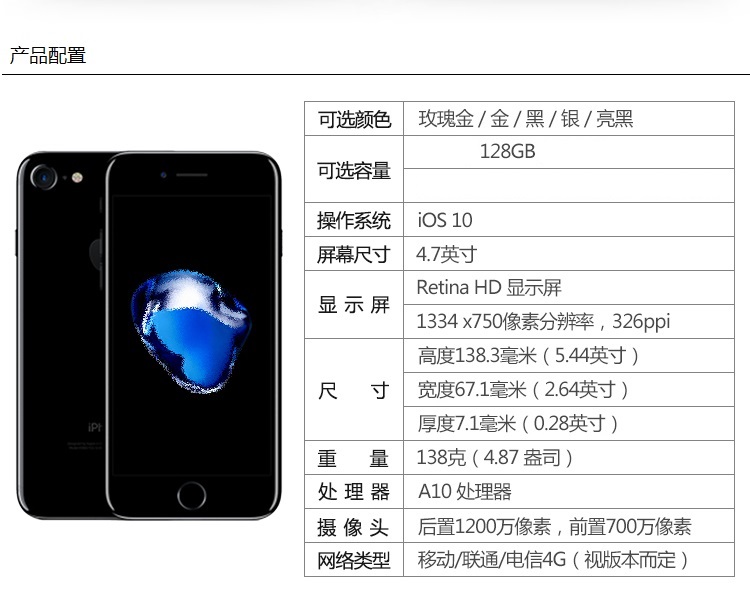 产品配置
可选颜色 玫瑰金 / 金 / 黑 / 银 / 亮黑
可选容量 128GB
操作系统 iOS 10
屏幕尺寸 4.7英寸
显示屏 Retina HD 显示屏
1334 x750像素分辨率，326ppi
尺 寸 高度138.3毫米（5.44英寸）
宽度67.1毫米（2.64英寸）
厚度7.1毫米（0.28英寸）
重 量 138克（4.87 盎司）
处理器 A10 处理器
摄像头 后置1200万像素，前置700万像素
网络类型 移动/联通/电信4G（视版本而定）
iPh